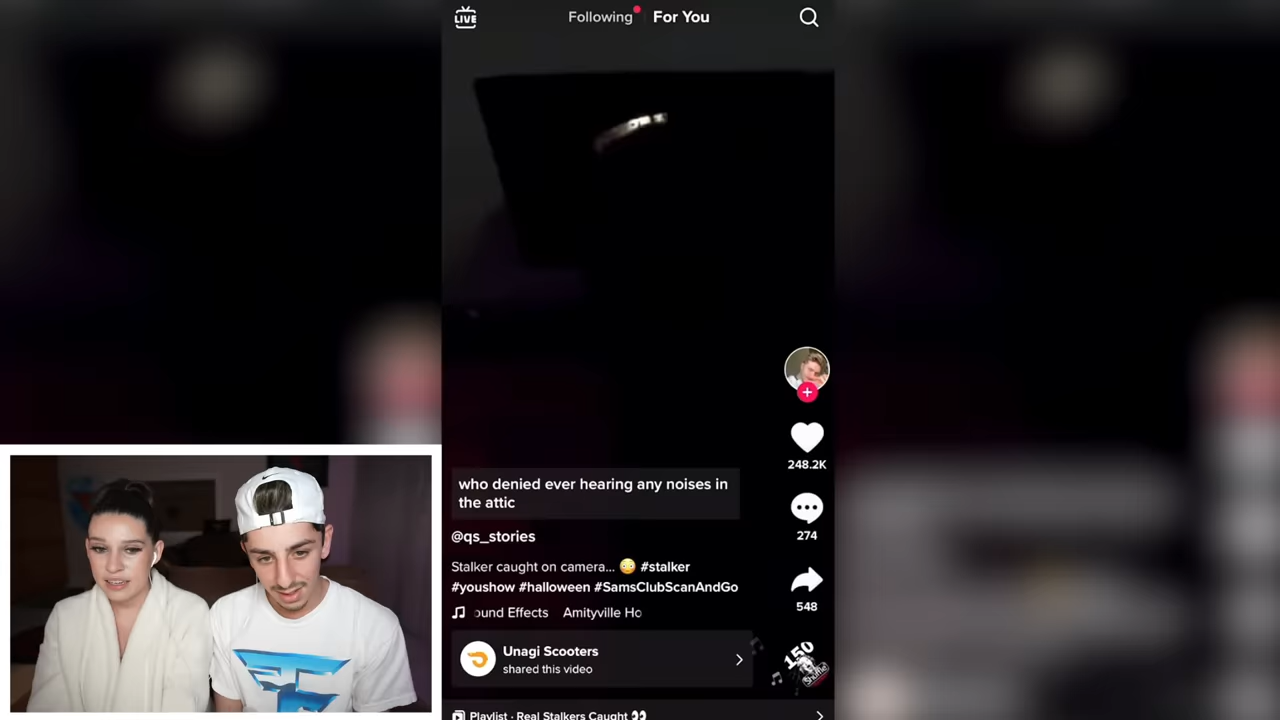 LIVE
Following For You
who denied ever hearing any noises in
the attic
@qs_stories
Stalker caught on camera... 😳 #stalker
#youshow #halloween #SamsClubScanAndGo
ound Effects Amityville Ho
Unagi Scooters
shared this video
Playlist · Real Stalkers Caught 👀
248.2K
274
548
150